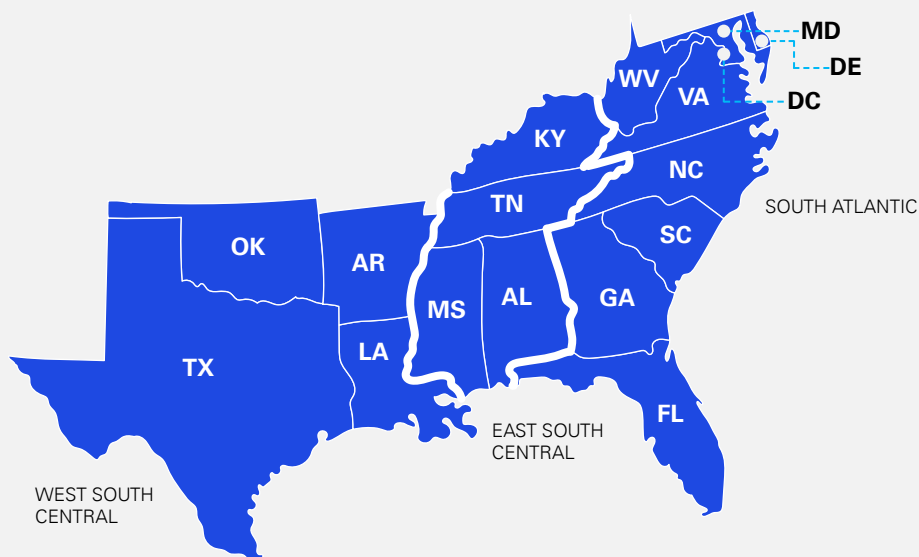 MD
DE
DC
WV
VA
KY
NC
TN
SOUTH ATLANTIC
OK
SC
AR
GA
MS
AL
LA
TX
FL
EAST SOUTH
CENTRAL
WEST SOUTH
CENTRAL